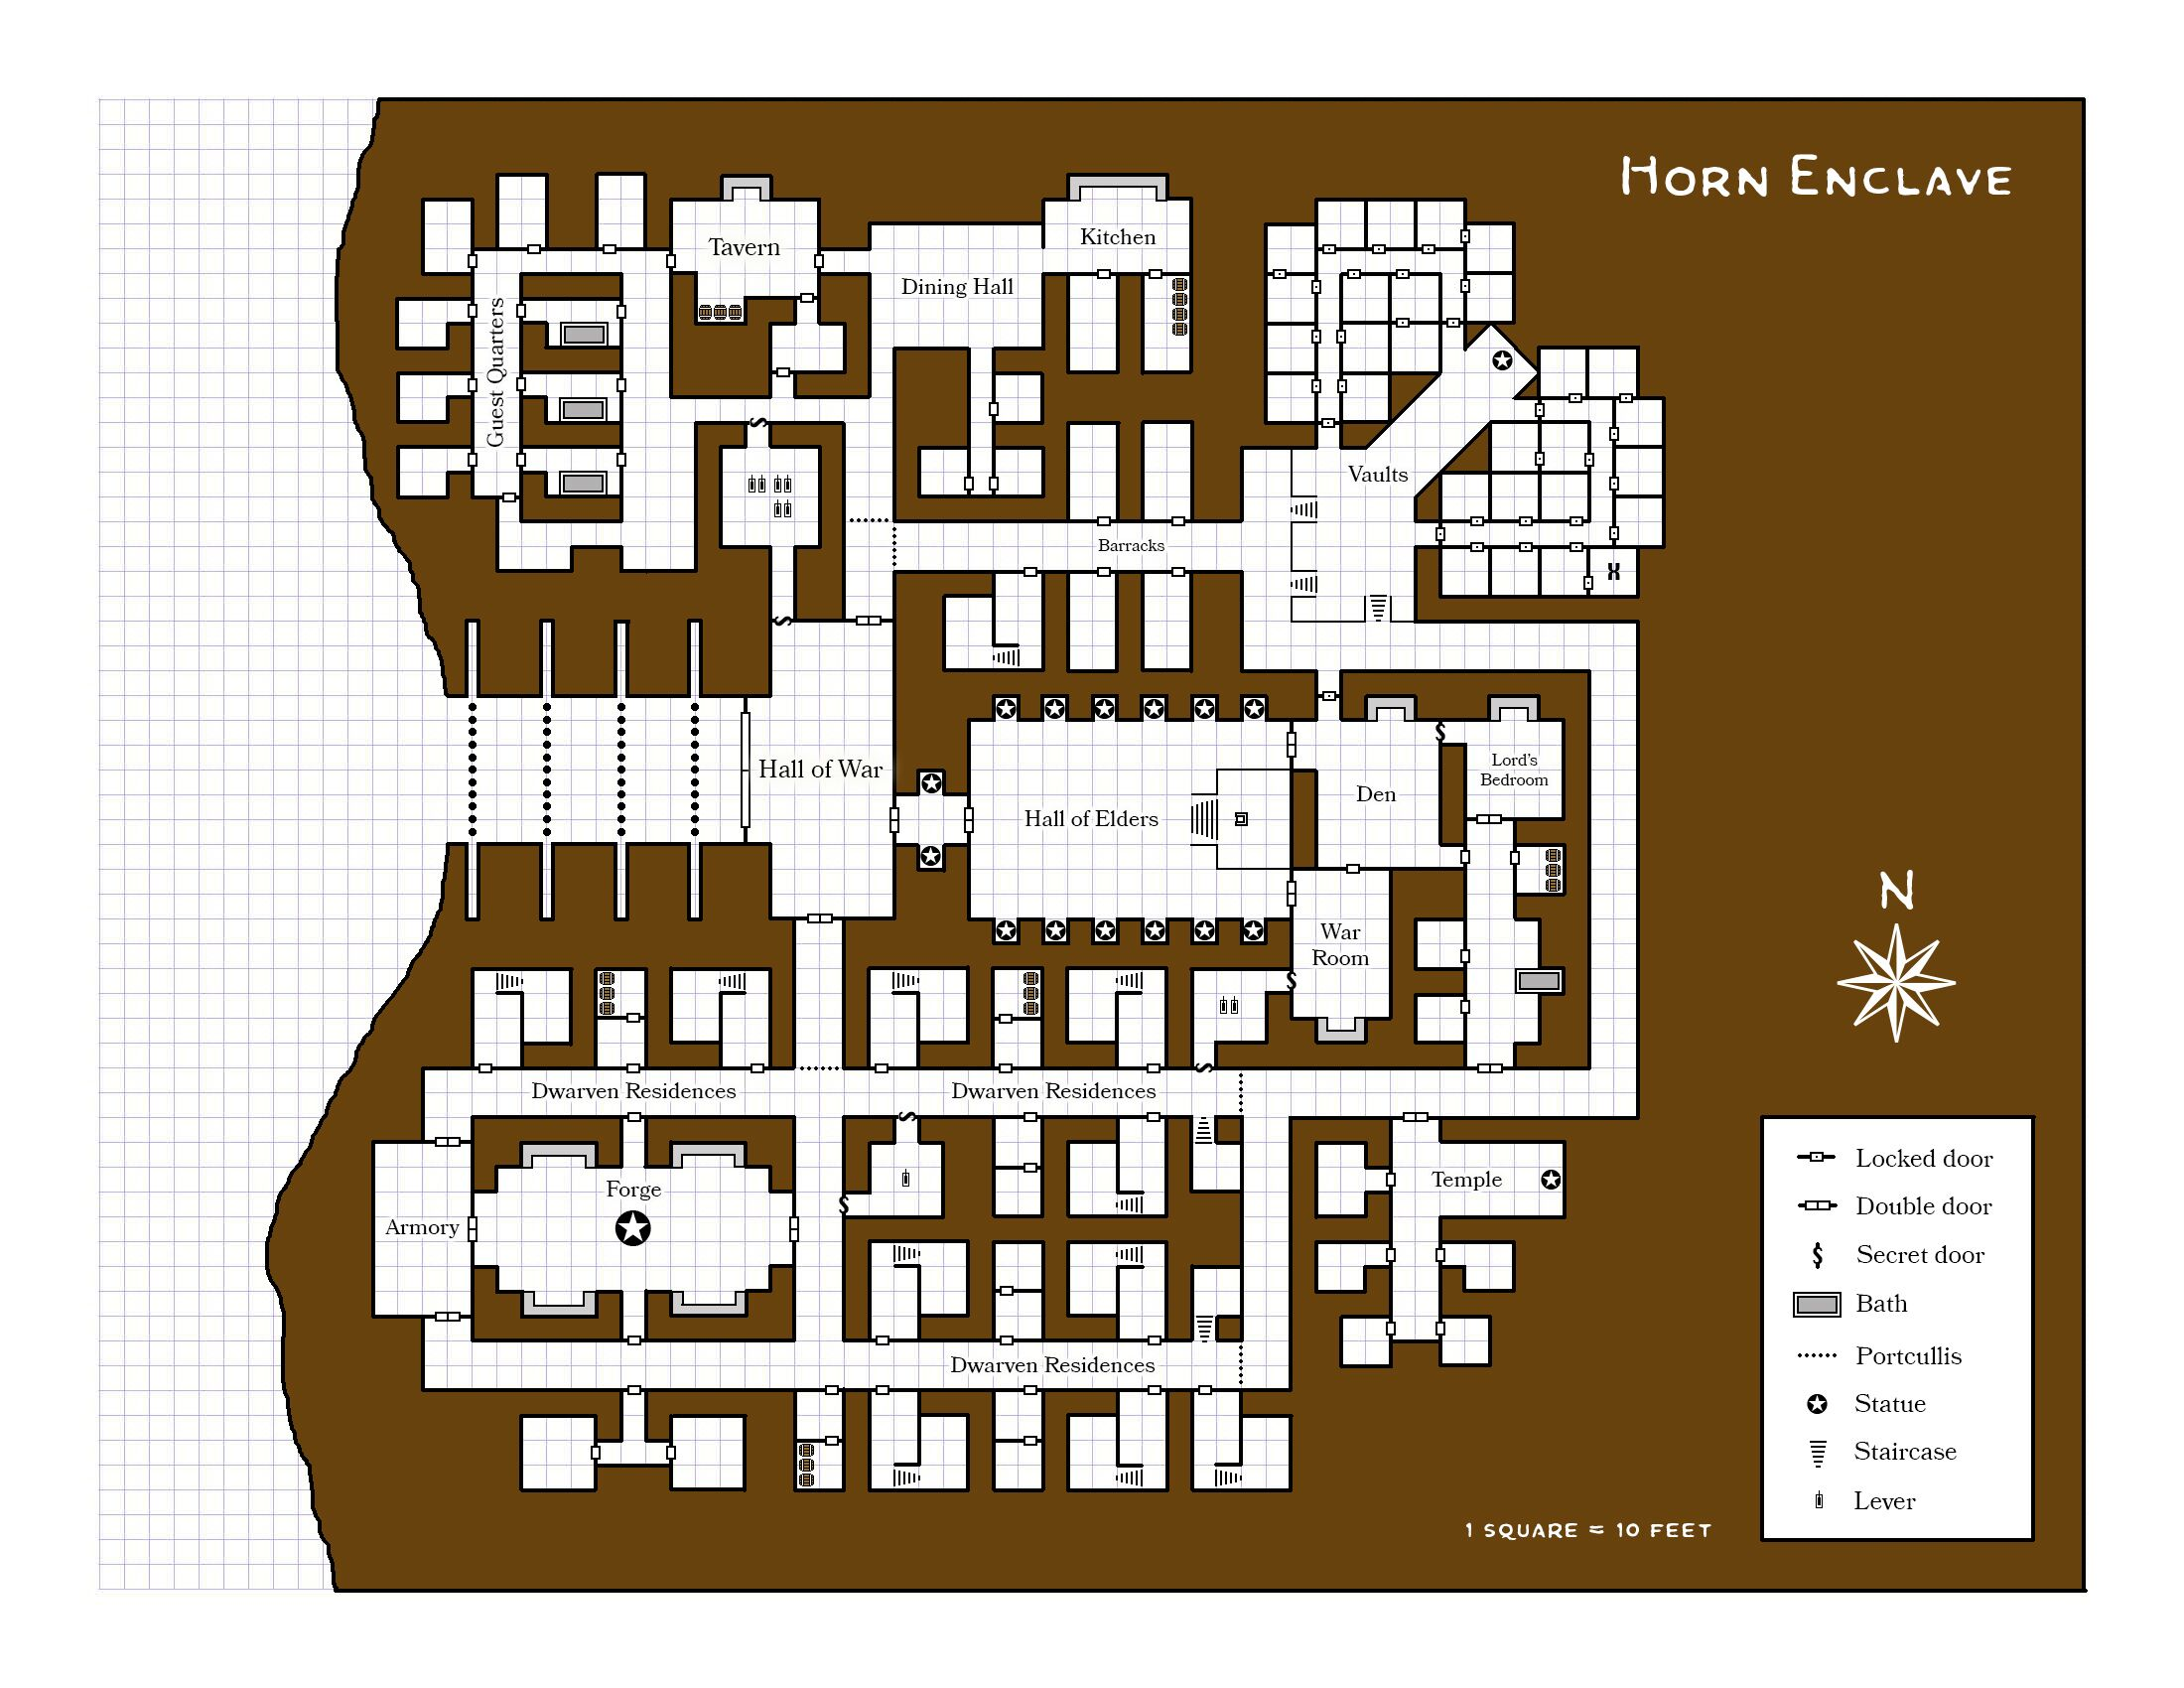 Horn Enclave
Tavern
Kitchen
Dining Hall
Guest Quarters
Vaults
Barracks
Hall of War
Lord's
Bedroom
Den
Hall of Elders
War
Room
N
Dwarven Residences
Dwarven Residences
Forge
Armory
Temple
Dwarven Residences
Locked door
Double door
Secret door
Bath
Portcullis
Statue
Staircase
Lever
1 square = 10 feet